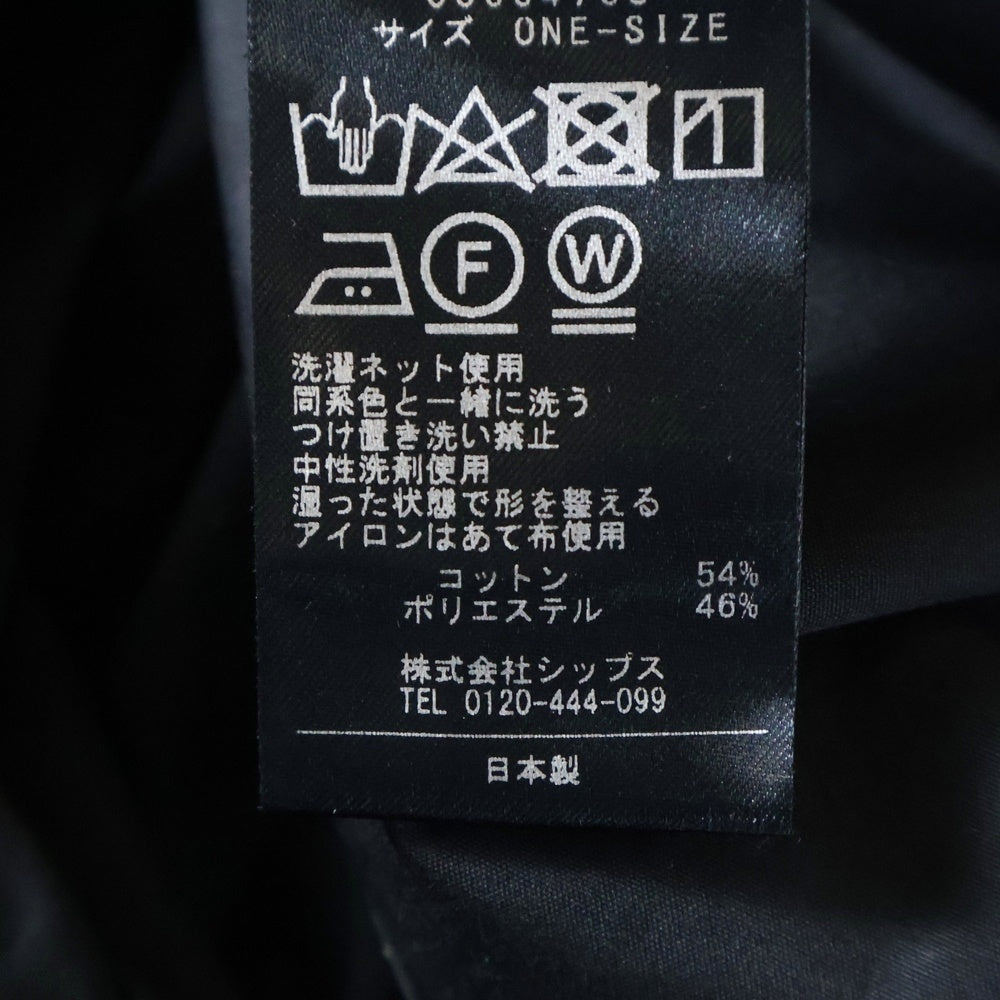 サイズ ONE-SIZE
F W
洗濯ネット使用
同系色と一緒に洗う
つけ置き洗い禁止
中性洗剤使用
湿った状態で形を整える
アイロンはあて布使用
コットン 54%
ポリエステル 46%
株式会社シップス
TEL 0120-444-099
日本製